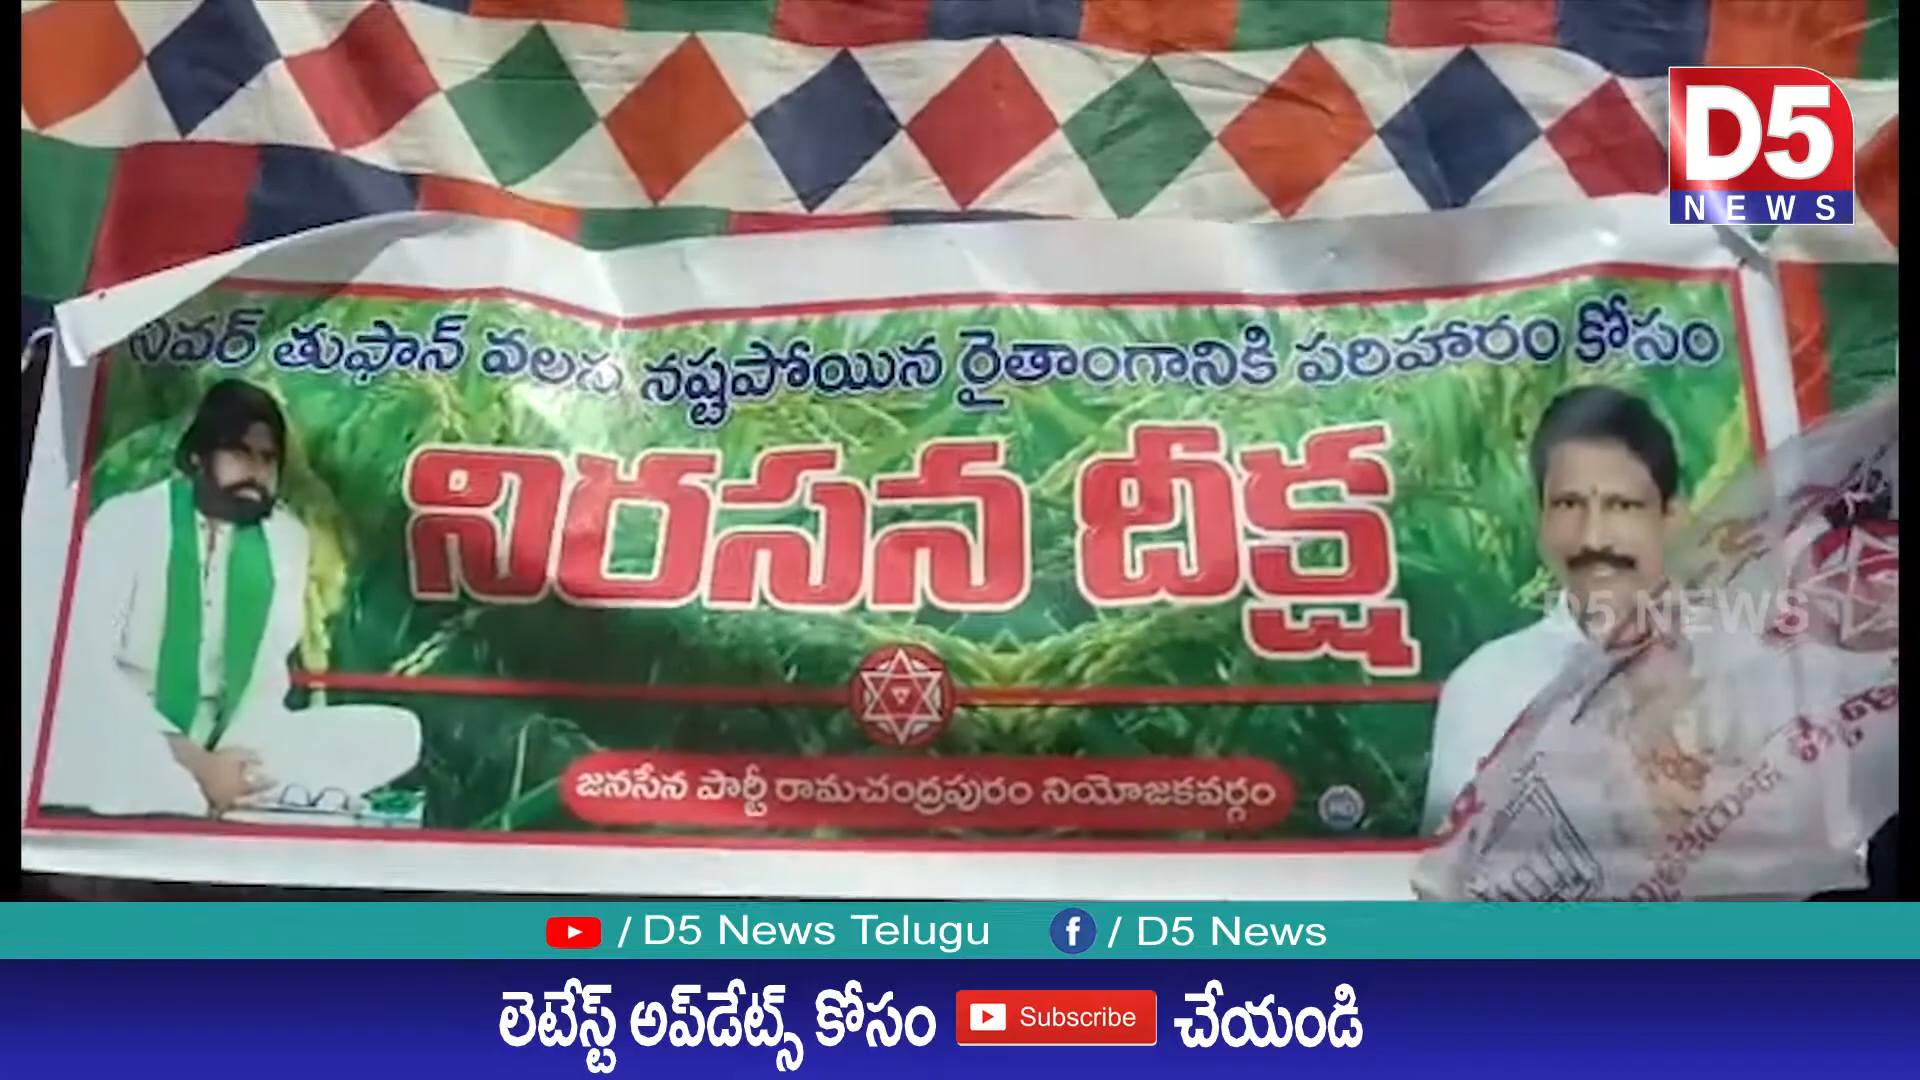 D5
NEWS
నివర్ తుఫాన్ వలన నష్టపోయిన రైతాంగానికి పరిహారం కోసం
నిరసన దీక్ష
D5 NEWS
జనసేన పార్టీ రామచంద్రపురం నియోజకవర్గం
/ D5 News Telugu
/ D5 News
లెటేస్ట్ అప్‌డేట్స్ కోసం Subscribe చేయండి